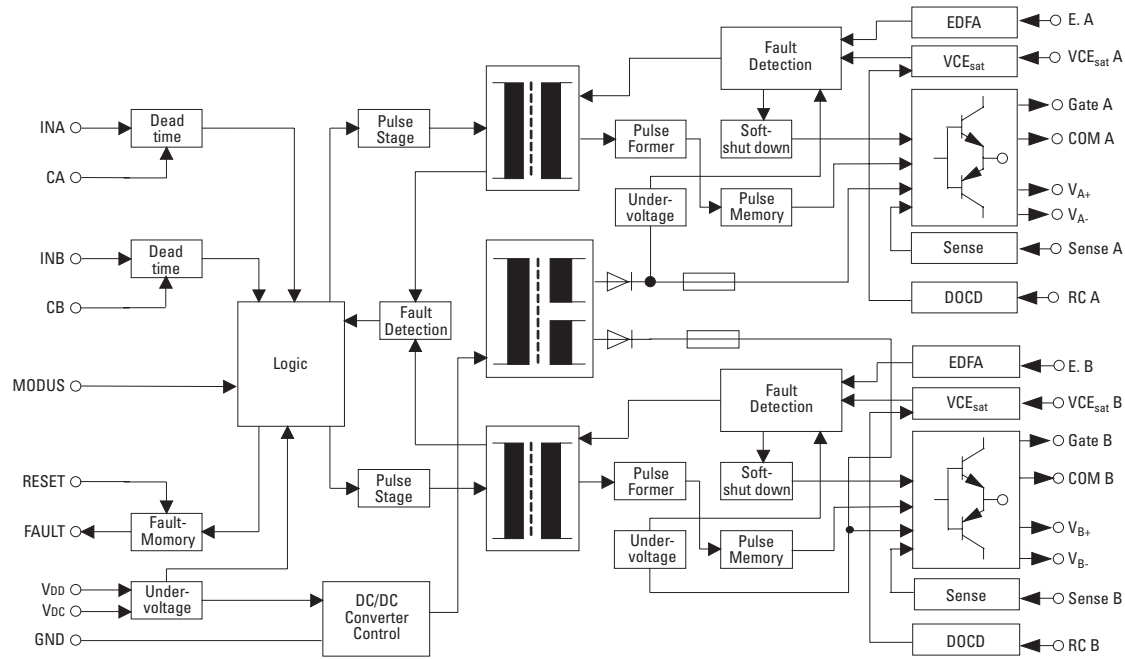 INA
CA
INB
CB
MODUS
RESET
FAULT
VDD
VDC
GND
Dead
time
Dead
time
Logic
Fault-
Momory
Under-
voltage
DC/DC
Converter
Control
Pulse
Stage
Fault
Detection
Pulse
Stage
Pulse
Former
Under-
voltage
Pulse
Memory
Fault
Detection
Soft-
shut down
EDFA
VCEsat
Sense
DOCD
E. A
VCEsat A
Gate A
COM A
VA+
VA-
Sense A
RC A
Pulse
Former
Under-
voltage
Pulse
Memory
Fault
Detection
Soft-
shut down
EDFA
VCEsat
Sense
DOCD
E. B
VCEsat B
Gate B
COM B
VB+
VB-
Sense B
RC B